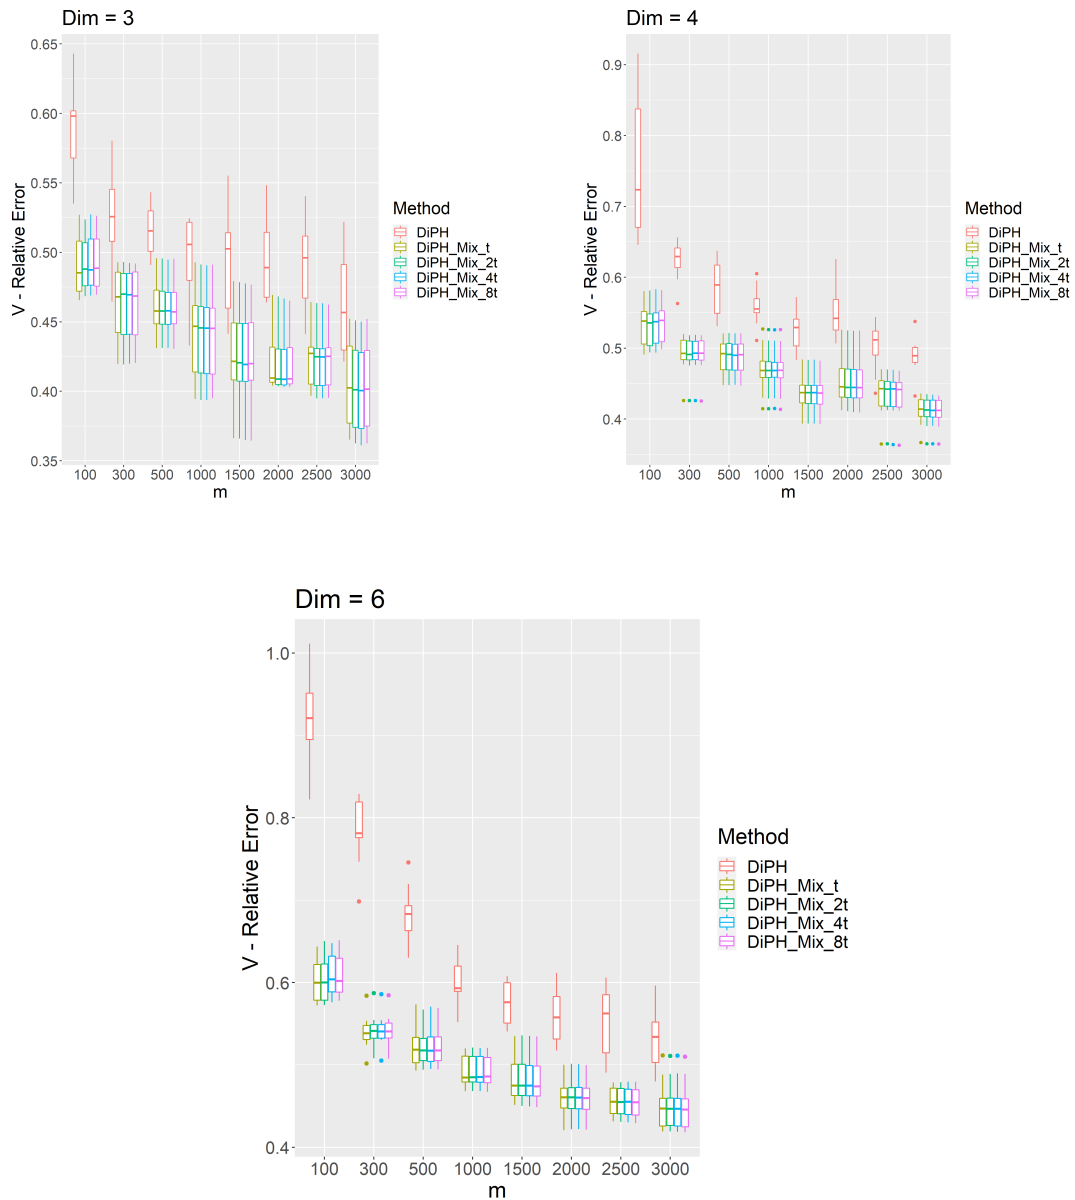 Dim = 3
0.65
0.60
0.55
0.50
0.45
0.40
0.35
V - Relative Error
100 300 500 1000 1500 2000 2500 3000
m
Method
DiPH
DiPH_Mix_t
DiPH_Mix_2t
DiPH_Mix_4t
DiPH_Mix_8t
Dim = 4
0.9
0.8
0.7
0.6
0.5
0.4
V - Relative Error
100 300 500 1000 1500 2000 2500 3000
m
Method
DiPH
DiPH_Mix_t
DiPH_Mix_2t
DiPH_Mix_4t
DiPH_Mix_8t
Dim = 6
1.0
0.8
0.6
0.4
V - Relative Error
100 300 500 1000 1500 2000 2500 3000
m
Method
DiPH
DiPH_Mix_t
DiPH_Mix_2t
DiPH_Mix_4t
DiPH_Mix_8t